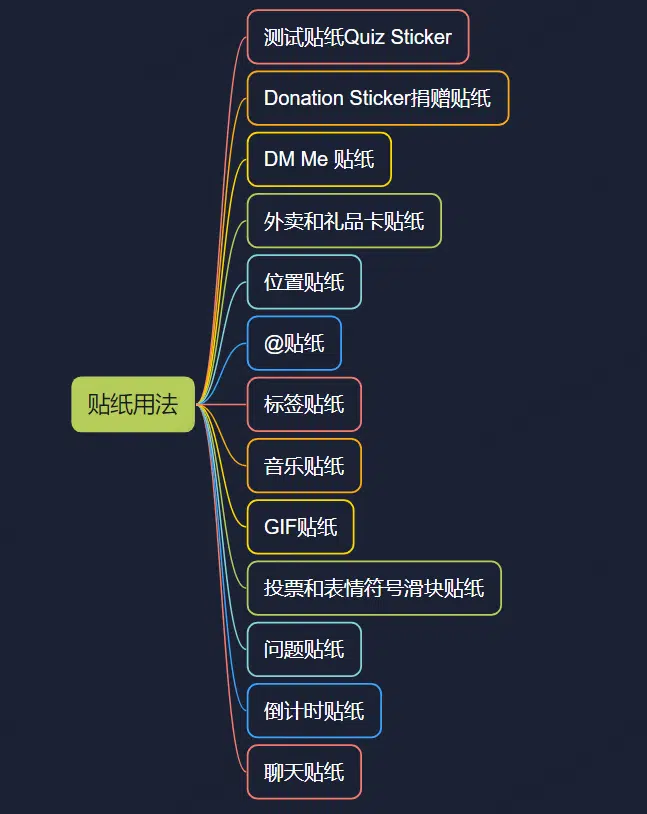 测试贴纸Quiz Sticker
Donation Sticker捐赠贴纸
DM Me 贴纸
外卖和礼品卡贴纸
位置贴纸
@贴纸
贴纸用法
标签贴纸
音乐贴纸
GIF贴纸
投票和表情符号滑块贴纸
问题贴纸
倒计时贴纸
聊天贴纸